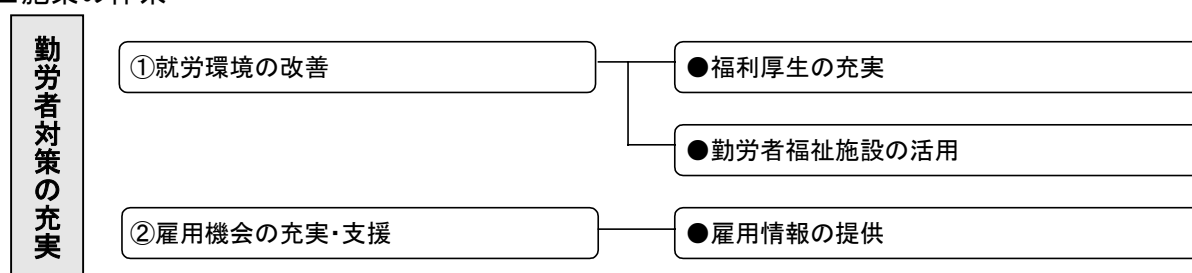 勤労者対策の充実
①就労環境の改善
●福利厚生の充実
●勤労者福祉施設の活用
②雇用機会の充実・支援
●雇用情報の提供